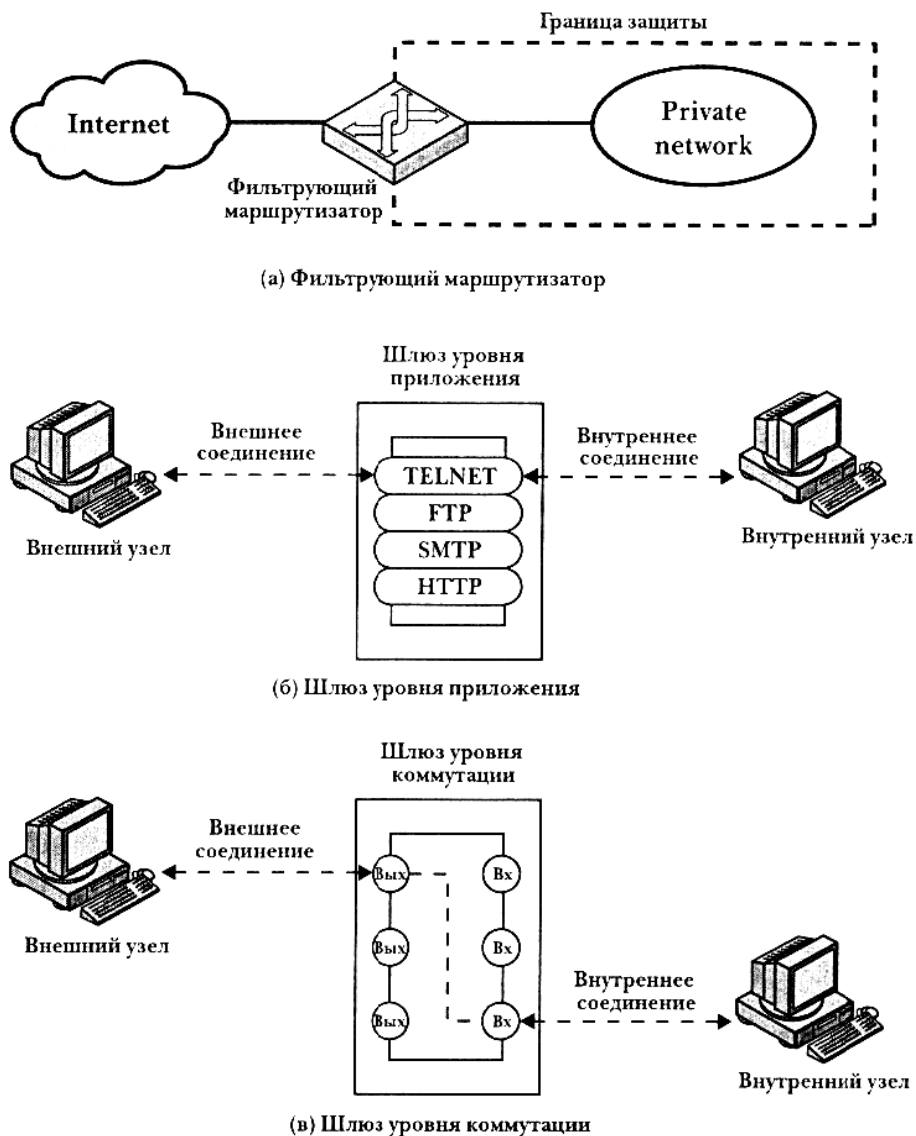 Граница защиты
Internet
Private
network
Фильтрующий
маршрутизатор
(а) Фильтрующий маршрутизатор
Шлюз уровня
приложения
Внешнее
соединение
Внутреннее
соединение
TELNET
FTP
SMTP
HTTP
Внешний узел
Внутренний узел
(б) Шлюз уровня приложения
Шлюз уровня
коммутации
Внешнее
соединение
Вых
Вх
Внешний узел
Вых
Вх
Вых
Вх
Внутреннее
соединение
Внутренний узел
(в) Шлюз уровня коммутации